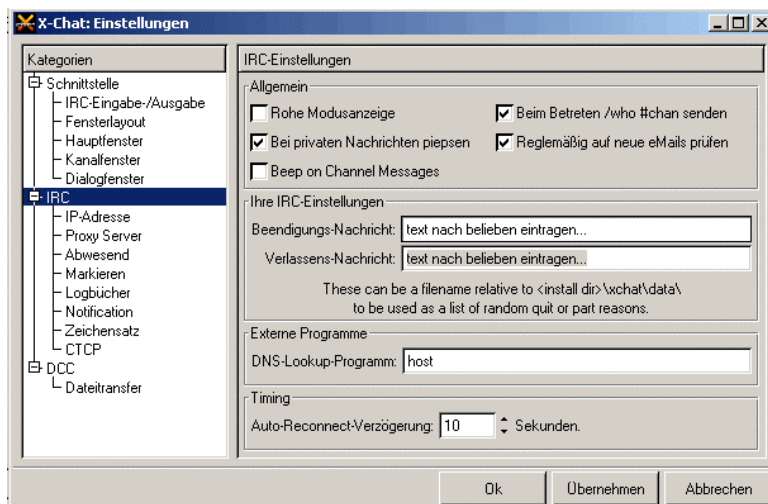 X-Chat: Einstellungen
Kategorien
Schnittstelle
IRC-Eingabe-/Ausgabe
Fensterlayout
Hauptfenster
Kanalfenster
Dialogfenster
IRC
IP-Adresse
Proxy Server
Abwesend
Markieren
Logbücher
Notification
Zeichensatz
CTCP
DCC
Dateitransfer
IRC-Einstellungen
Allgemein
Rohe Modusanzeige
Beim Betreten /who #chan senden
Bei privaten Nachrichten piepsen
Reglemäßig auf neue eMails prüfen
Beep on Channel Messages
Ihre IRC-Einstellungen
Beendigungs-Nachricht: text nach belieben eintragen...
Verlassens-Nachricht: text nach belieben eintragen...
These can be a filename relative to <install dir>\xchat\data\
to be used as a list of random quit or part reasons.
Externe Programme
DNS-Lookup-Programm: host
Timing
Auto-Reconnect-Verzögerung: 10 Sekunden.
Ok Übernehmen Abbrechen